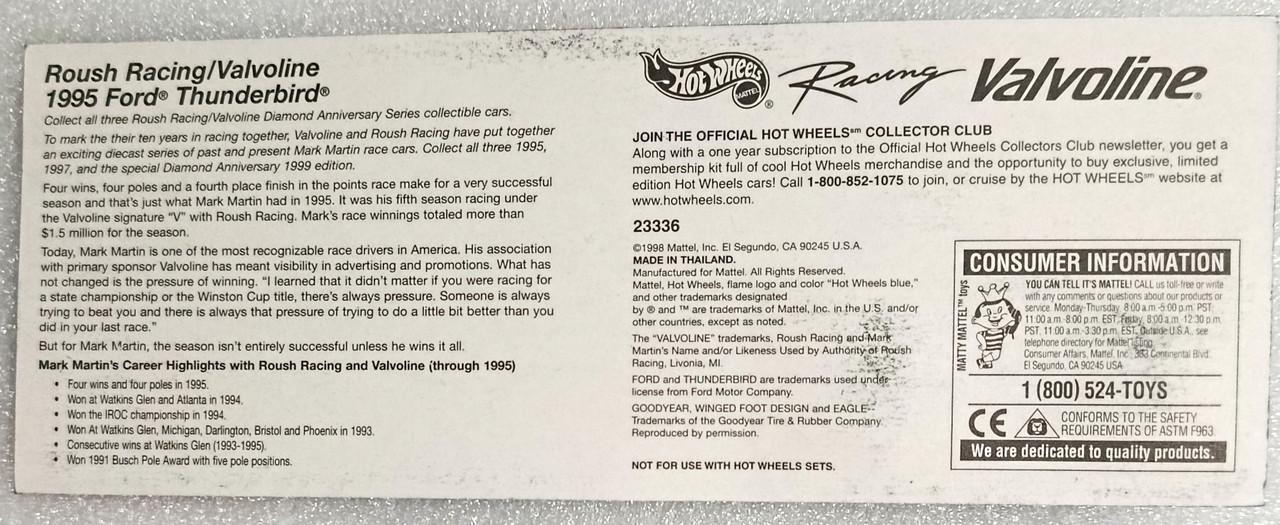 Roush Racing/Valvoline
1995 Ford® Thunderbird®
Collect all three Roush Racing/Valvoline Diamond Anniversary Series collectible cars.
To mark the their ten years in racing together, Valvoline and Roush Racing have put together
an exciting diecast series of past and present Mark Martin race cars. Collect all three 1995,
1997, and the special Diamond Anniversary 1999 edition.
Four wins, four poles and a fourth place finish in the points race make for a very successful
season and that's just what Mark Martin had in 1995. It was his fifth season racing under
the Valvoline signature "V" with Roush Racing. Mark's race winnings totaled more than
$1.5 million for the season.
Today, Mark Martin is one of the most recognizable race drivers in America. His association
with primary sponsor Valvoline has meant visibility in advertising and promotions. What has
not changed is the pressure of winning. "I learned that it didn't matter if you were racing for
a state championship or the Winston Cup title, there's always pressure. Someone is always
trying to beat you and there is always that pressure of trying to do a little bit better than you
did in your last race."
But for Mark Martin, the season isn't entirely successful unless he wins it all.
Mark Martin's Career Highlights with Roush Racing and Valvoline (through 1995)
• Four wins and four poles in 1995.
• Won at Watkins Glen and Atlanta in 1994.
• Won the IROC championship in 1994.
• Won At Watkins Glen, Michigan, Darlington, Bristol and Phoenix in 1993.
• Consecutive wins at Watkins Glen (1993-1995).
• Won 1991 Busch Pole Award with five pole positions.
Hot Wheels
MATTEL
®
Racing
Valvoline®
JOIN THE OFFICIAL HOT WHEELS℠ COLLECTOR CLUB
Along with a one year subscription to the Official Hot Wheels Collectors Club newsletter, you get a
membership kit full of cool Hot Wheels merchandise and the opportunity to buy exclusive, limited
edition Hot Wheels cars! Call 1-800-852-1075 to join, or cruise by the HOT WHEELS℠ website at
www.hotwheels.com.
23336
©1998 Mattel, Inc. El Segundo, CA 90245 U.S.A.
MADE IN THAILAND.
Manufactured for Mattel. All Rights Reserved.
Mattel, Hot Wheels, flame logo and color "Hot Wheels blue,"
and other trademarks designated
by ® and ™ are trademarks of Mattel, Inc. in the U.S. and/or
other countries, except as noted.
The "VALVOLINE" trademarks, Roush Racing and Mark
Martin's Name and/or Likeness Used by Authority of Roush
Racing, Livonia, MI.
FORD and THUNDERBIRD are trademarks used under
license from Ford Motor Company.
GOODYEAR, WINGED FOOT DESIGN and EAGLE--
Trademarks of the Goodyear Tire & Rubber Company.
Reproduced by permission.
NOT FOR USE WITH HOT WHEELS SETS.
CONSUMER INFORMATION
MATTY MATTEL™ toys
YOU CAN TELL IT'S MATTEL! CALL us toll-free or write
with any comments or questions about our products or
service. Monday-Thursday 8:00 a.m.-5:00 p.m. PST,
11:00 a.m.-8:00 p.m. EST, Friday, 8:00 a.m.-12:30 p.m.
PST, 11:00 a.m.-3:30 p.m. EST. Outside U.S.A., see
telephone directory for Mattel listing.
Consumer Affairs, Mattel, Inc., 333 Continental Blvd.
El Segundo, CA 90245 USA
1 (800) 524-TOYS
CE
CONFORMS TO THE SAFETY
REQUIREMENTS OF ASTM F963.
We are dedicated to quality products.